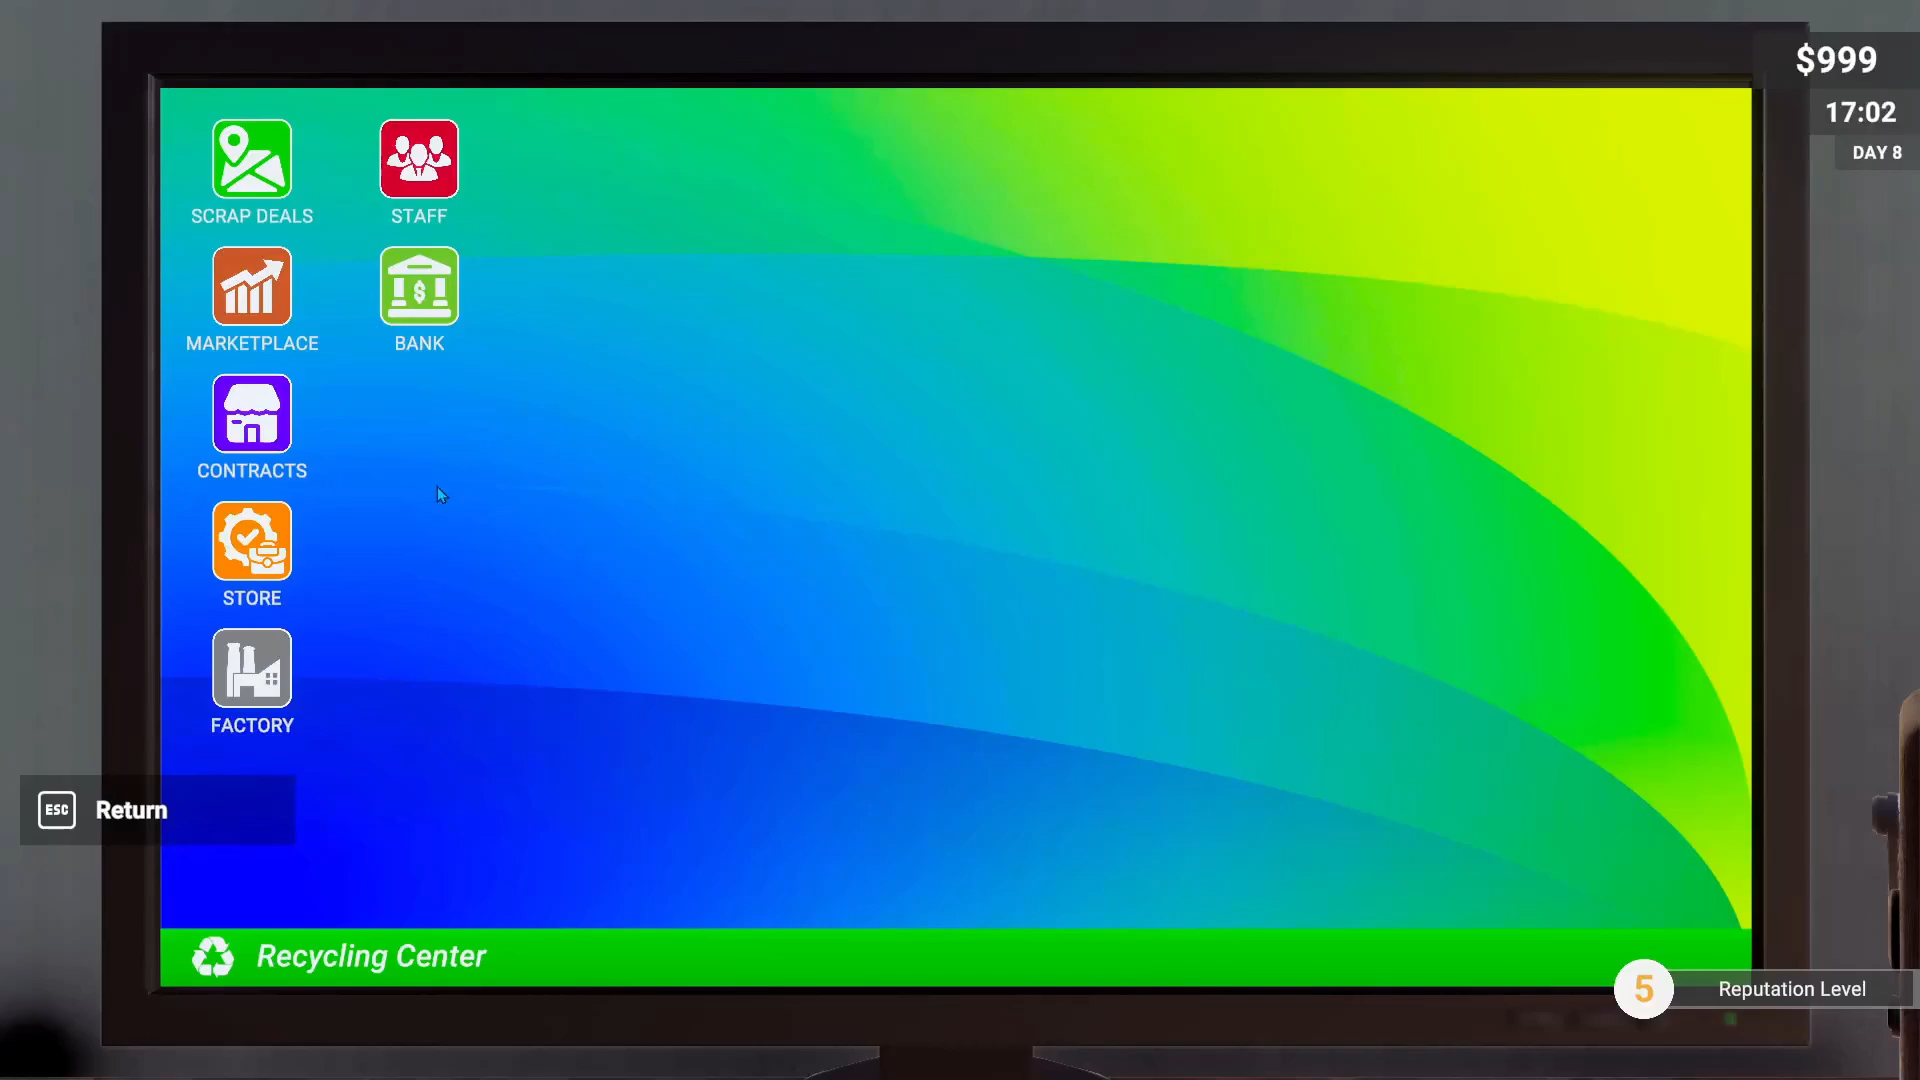 $999
17:02
DAY 8
SCRAP DEALS
STAFF
MARKETPLACE
BANK
CONTRACTS
STORE
FACTORY
ESC Return
Recycling Center
5 Reputation Level